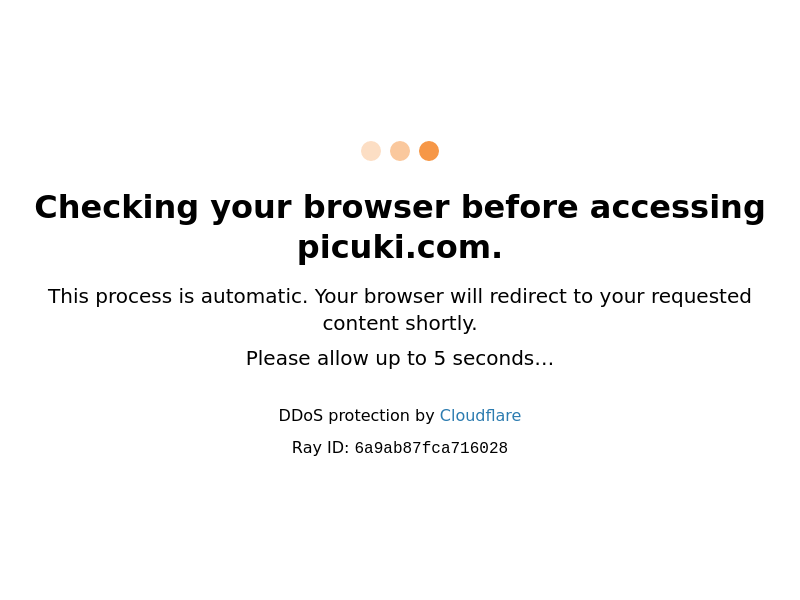 Checking your browser before accessing
picuki.com.
This process is automatic. Your browser will redirect to your requested
content shortly.
Please allow up to 5 seconds…
DDoS protection by Cloudflare
Ray ID: 6a9ab87fca716028